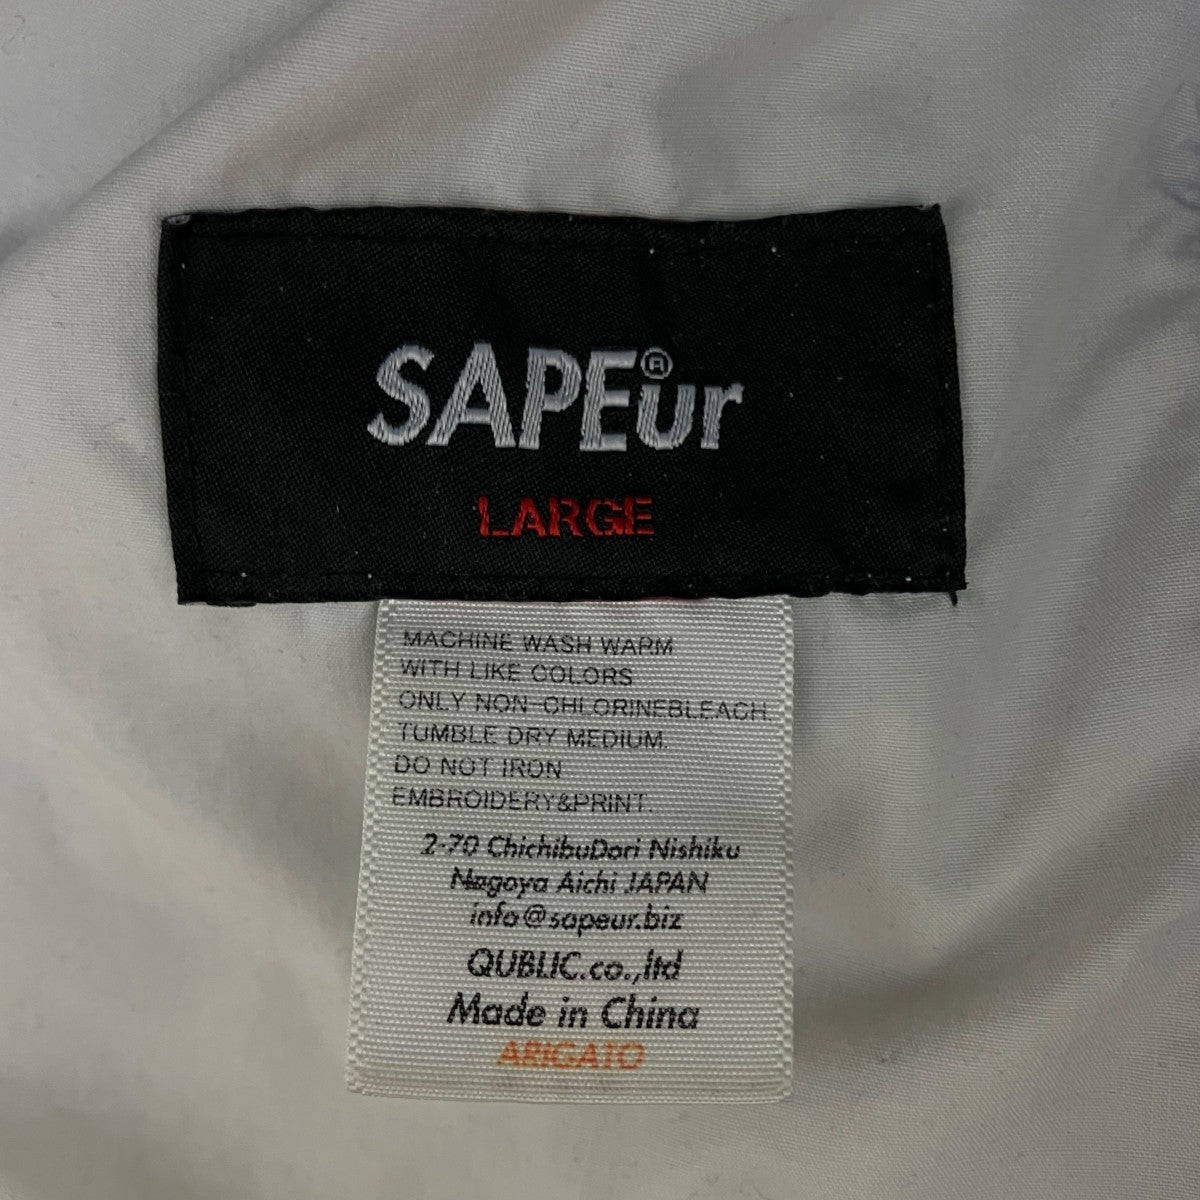 SAPEur®
LARGE
MACHINE WASH WARM
WITH LIKE COLORS
ONLY NON-CHLORINEBLEACH.
TUMBLE DRY MEDIUM.
DO NOT IRON
EMBROIDERY&PRINT.
2-70 ChichibuDori Nishiku
Nagoya Aichi JAPAN
info@sapeur.biz
QUBLIC.co.,ltd
Made in China
ARIGATO